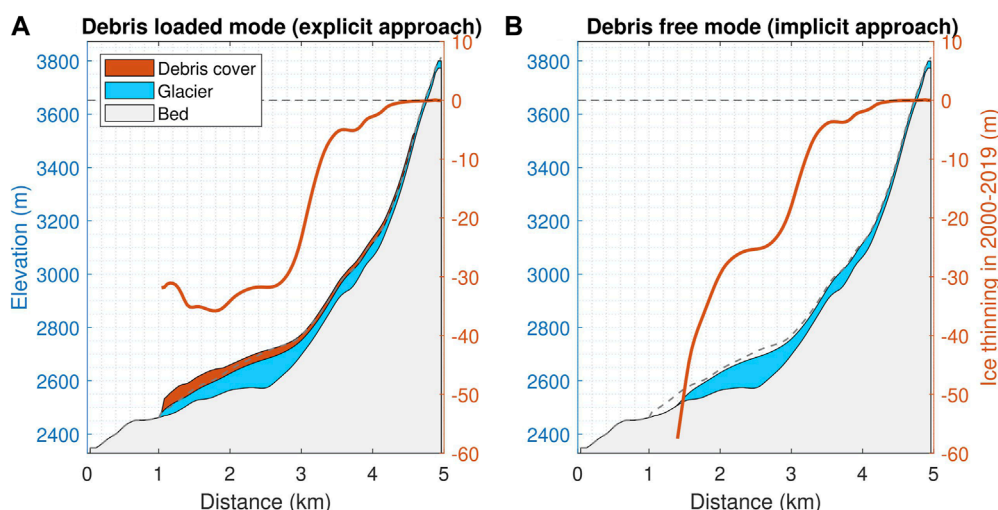 A Debris loaded mode (explicit approach)
Debris cover
Glacier
Bed
3800
3600
3400
3200
3000
2800
2600
2400
Elevation (m)
10
0
-10
-20
-30
-40
-50
-60
0 1 2 3 4 5
Distance (km)
B Debris free mode (implicit approach)
3800
3600
3400
3200
3000
2800
2600
2400
10
0
-10
-20
-30
-40
-50
-60
Ice thinning in 2000-2019 (m)
0 1 2 3 4 5
Distance (km)